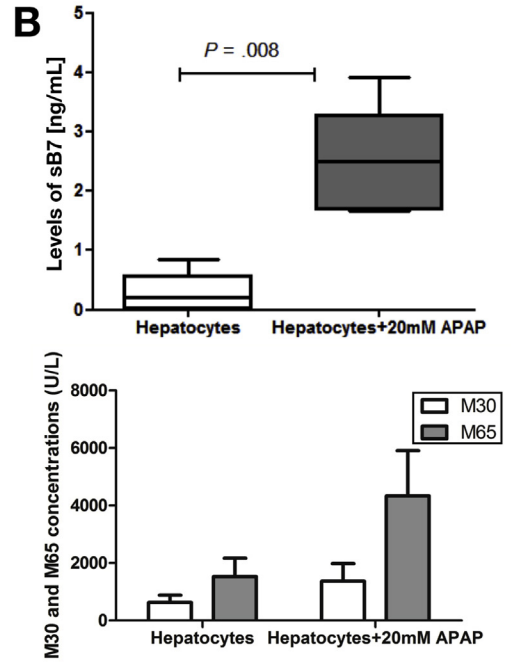 B
Levels of sB7 [ng/mL]
5
4
3
2
1
0
P = .008
Hepatocytes
Hepatocytes+20mM APAP
M30 and M65 concentrations (U/L)
8000
6000
4000
2000
0
M30
M65
Hepatocytes
Hepatocytes+20mM APAP